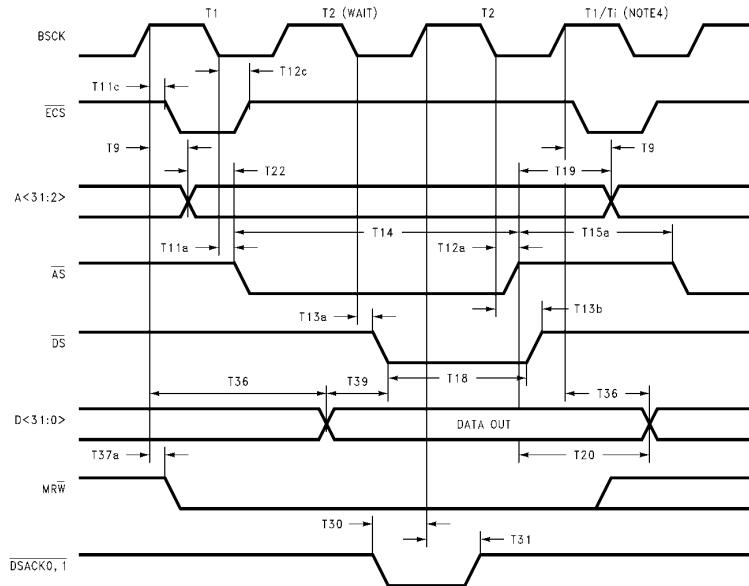 T1 T2 (WAIT) T2 T1/Ti (NOTE4)
BSCK
T11c T12c
ECS
T9 T22 T19 T9
A<31:2>
T11a T14 T12a T15a
AS
T13a T13b
DS
T36 T39 T18 T36
D<31:0> DATA OUT
T37a T20
MRW
T30 T31
DSACK0, 1